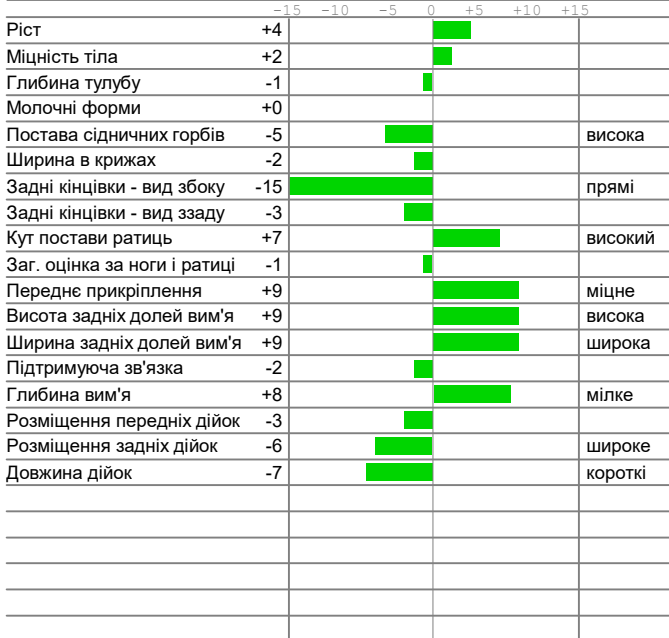 -15 -10 -5 0 +5 +10 +15
Ріст +4
Міцність тіла +2
Глибина тулубу -1
Молочні форми +0
Постава сідничних горбів -5 висока
Ширина в крижах -2
Задні кінцівки - вид збоку -15 прямі
Задні кінцівки - вид ззаду -3
Кут постави ратиць +7 високий
Заг. оцінка за ноги і ратиці -1
Переднє прикріплення +9 міцне
Висота задніх долей вим'я +9 висока
Ширина задніх долей вим'я +9 широка
Підтримуюча зв'язка -2
Глибина вим'я +8 мілке
Розміщення передніх дійок -3
Розміщення задніх дійок -6 широке
Довжина дійок -7 короткі